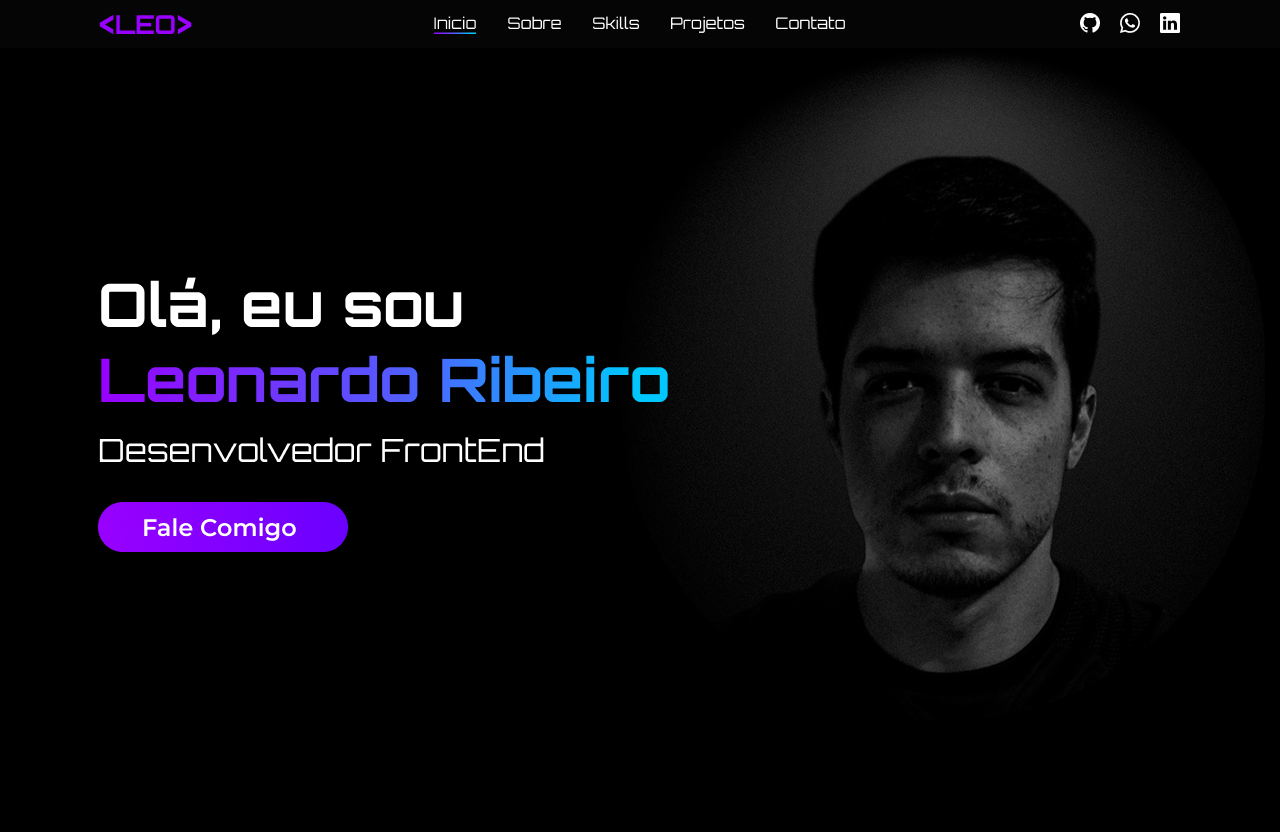 <LEO>
Inicio
Sobre
Skills
Projetos
Contato
Olá, eu sou
Leonardo Ribeiro
Desenvolvedor FrontEnd
Fale Comigo